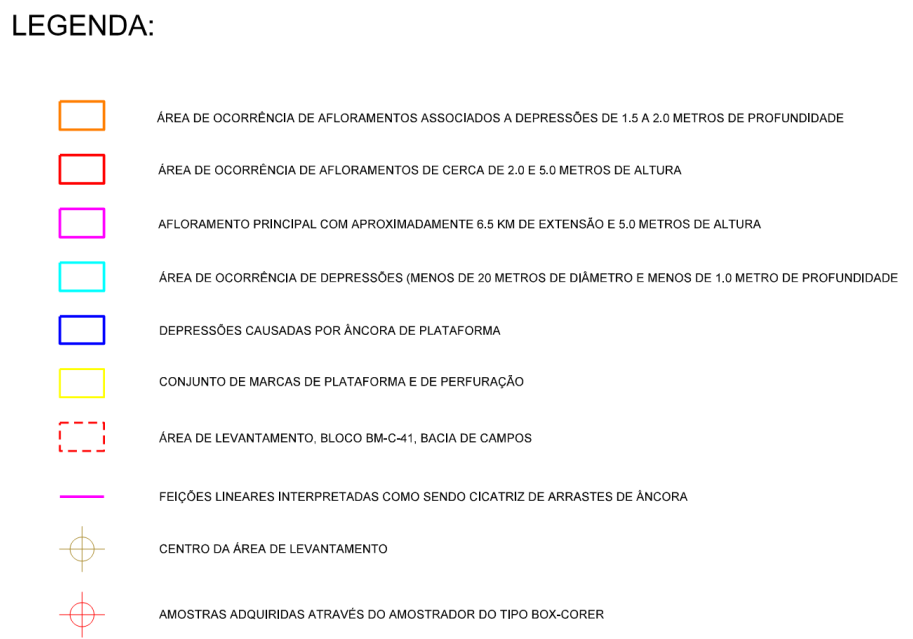 LEGENDA:
ÁREA DE OCORRÊNCIA DE AFLORAMENTOS ASSOCIADOS A DEPRESSÕES DE 1.5 A 2.0 METROS DE PROFUNDIDADE
ÁREA DE OCORRÊNCIA DE AFLORAMENTOS DE CERCA DE 2.0 E 5.0 METROS DE ALTURA
AFLORAMENTO PRINCIPAL COM APROXIMADAMENTE 6.5 KM DE EXTENSÃO E 5.0 METROS DE ALTURA
ÁREA DE OCORRÊNCIA DE DEPRESSÕES (MENOS DE 20 METROS DE DIÂMETRO E MENOS DE 1.0 METRO DE PROFUNDIDADE
DEPRESSÕES CAUSADAS POR ÂNCORA DE PLATAFORMA
CONJUNTO DE MARCAS DE PLATAFORMA E DE PERFURAÇÃO
ÁREA DE LEVANTAMENTO, BLOCO BM-C-41, BACIA DE CAMPOS
FEIÇÕES LINEARES INTERPRETADAS COMO SENDO CICATRIZ DE ARRASTES DE ÂNCORA
CENTRO DA ÁREA DE LEVANTAMENTO
AMOSTRAS ADQUIRIDAS ATRAVÉS DO AMOSTRADOR DO TIPO BOX-CORER